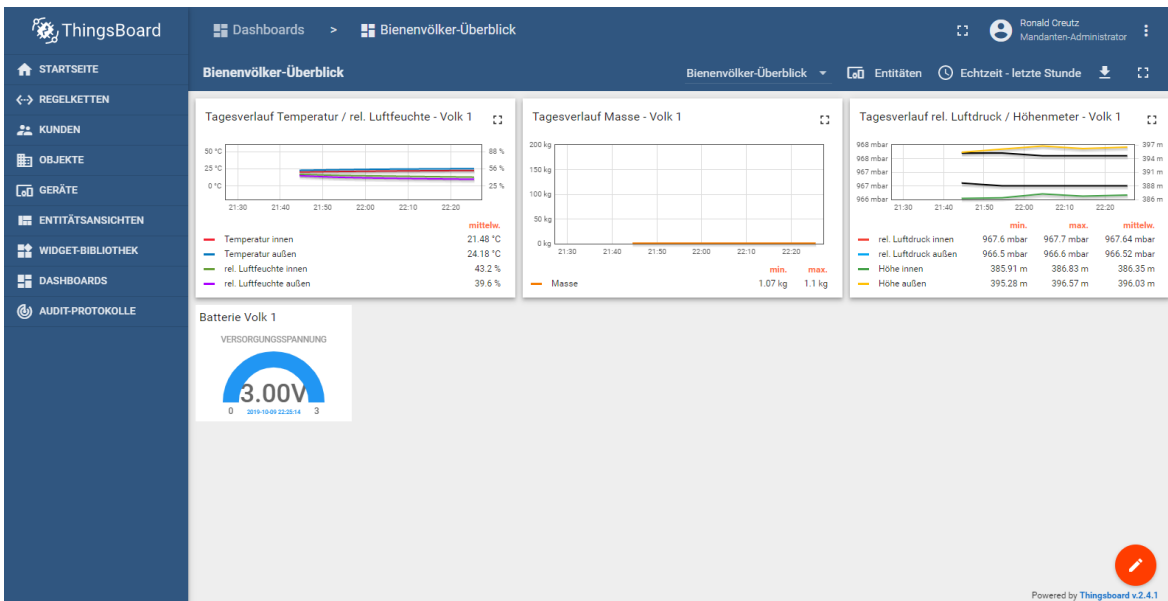 ThingsBoard
Dashboards > Bienenvölker-Überblick
Ronald Creutz
Mandanten-Administrator
STARTSEITE
REGELKETTEN
KUNDEN
OBJEKTE
GERÄTE
ENTITÄTSANSICHTEN
WIDGET-BIBLIOTHEK
DASHBOARDS
AUDIT-PROTOKOLLE
Bienenvölker-Überblick
Bienenvölker-Überblick
Entitäten
Echtzeit - letzte Stunde
Tagesverlauf Temperatur / rel. Luftfeuchte - Volk 1
50 °C 88 %
25 °C 56 %
0 °C 25 %
21:30 21:40 21:50 22:00 22:10 22:20
mittelw.
Temperatur innen 21.48 °C
Temperatur außen 24.18 °C
rel. Luftfeuchte innen 43.2 %
rel. Luftfeuchte außen 39.6 %
Tagesverlauf Masse - Volk 1
200 kg
150 kg
100 kg
50 kg
0 kg
21:30 21:40 21:50 22:00 22:10 22:20
min. max.
Masse 1.07 kg 1.1 kg
Tagesverlauf rel. Luftdruck / Höhenmeter - Volk 1
968 mbar 397 m
968 mbar 394 m
967 mbar 391 m
967 mbar 388 m
966 mbar 386 m
21:30 21:40 21:50 22:00 22:10 22:20
min. max. mittelw.
rel. Luftdruck innen 967.6 mbar 967.7 mbar 967.64 mbar
rel. Luftdruck außen 966.5 mbar 966.6 mbar 966.52 mbar
Höhe innen 385.91 m 386.83 m 386.35 m
Höhe außen 395.28 m 396.57 m 396.03 m
Batterie Volk 1
VERSORGUNGSSPANNUNG
3.00V
0 2019-10-09 22:25:14 3
Powered by Thingsboard v.2.4.1